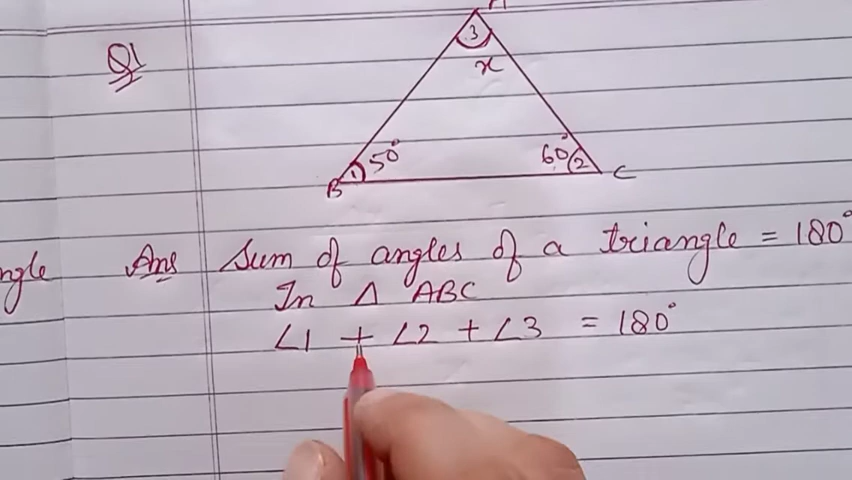 Q1
3
x
50°
1
60°
2
B
C
Ans Sum of angles of a triangle = 180°
In Δ ABC
∠1 + ∠2 + ∠3 = 180°